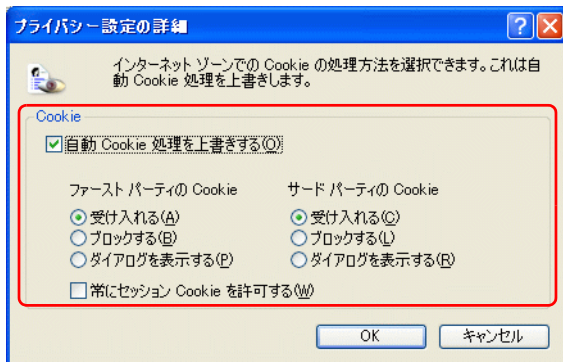 プライバシー設定の詳細
インターネット ゾーンでの Cookie の処理方法を選択できます。これは自
動 Cookie 処理を上書きします。
Cookie
自動 Cookie 処理を上書きする(O)
ファースト パーティの Cookie サード パーティの Cookie
受け入れる(A) 受け入れる(C)
ブロックする(B) ブロックする(L)
ダイアログを表示する(P) ダイアログを表示する(R)
常にセッション Cookie を許可する(W)
OK キャンセル